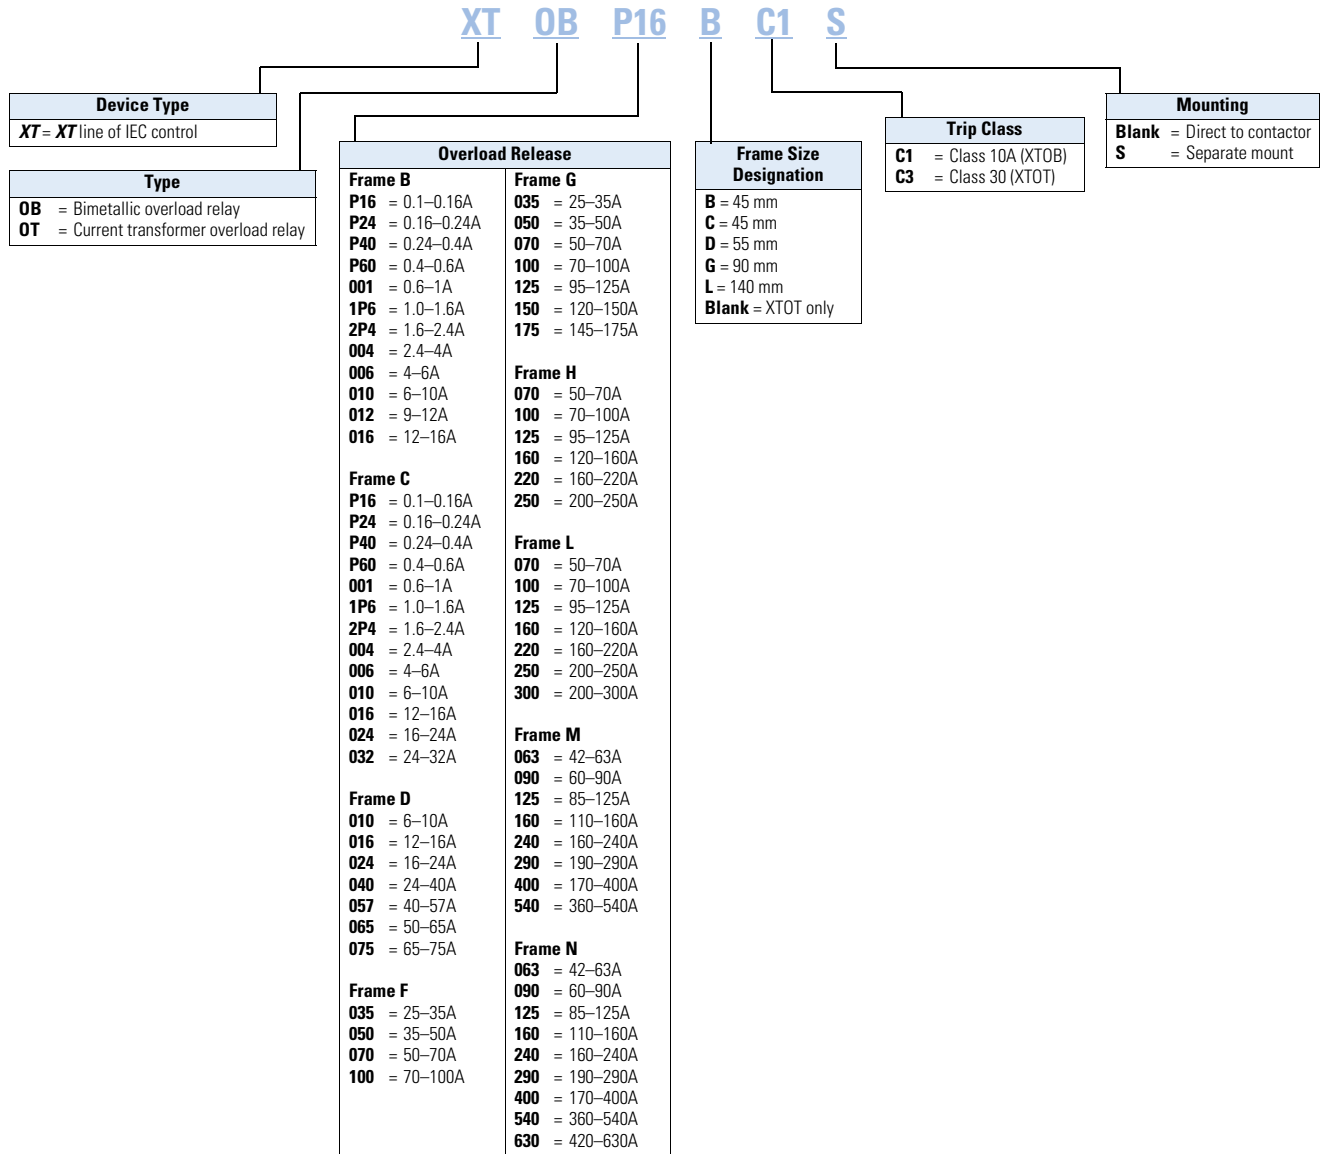 XT OB P16 B C1 S
Device Type
XT = XT line of IEC control
Type
OB = Bimetallic overload relay
OT = Current transformer overload relay
Overload Release
Frame B
P16 = 0.1–0.16A
P24 = 0.16–0.24A
P40 = 0.24–0.4A
P60 = 0.4–0.6A
001 = 0.6–1A
1P6 = 1.0–1.6A
2P4 = 1.6–2.4A
004 = 2.4–4A
006 = 4–6A
010 = 6–10A
012 = 9–12A
016 = 12–16A
Frame C
P16 = 0.1–0.16A
P24 = 0.16–0.24A
P40 = 0.24–0.4A
P60 = 0.4–0.6A
001 = 0.6–1A
1P6 = 1.0–1.6A
2P4 = 1.6–2.4A
004 = 2.4–4A
006 = 4–6A
010 = 6–10A
016 = 12–16A
024 = 16–24A
032 = 24–32A
Frame D
010 = 6–10A
016 = 12–16A
024 = 16–24A
040 = 24–40A
057 = 40–57A
065 = 50–65A
075 = 65–75A
Frame F
035 = 25–35A
050 = 35–50A
070 = 50–70A
100 = 70–100A
Frame G
035 = 25–35A
050 = 35–50A
070 = 50–70A
100 = 70–100A
125 = 95–125A
150 = 120–150A
175 = 145–175A
Frame H
070 = 50–70A
100 = 70–100A
125 = 95–125A
160 = 120–160A
220 = 160–220A
250 = 200–250A
Frame L
070 = 50–70A
100 = 70–100A
125 = 95–125A
160 = 120–160A
220 = 160–220A
250 = 200–250A
300 = 200–300A
Frame M
063 = 42–63A
090 = 60–90A
125 = 85–125A
160 = 110–160A
240 = 160–240A
290 = 190–290A
400 = 170–400A
540 = 360–540A
Frame N
063 = 42–63A
090 = 60–90A
125 = 85–125A
160 = 110–160A
240 = 160–240A
290 = 190–290A
400 = 170–400A
540 = 360–540A
630 = 420–630A
Frame Size
Designation
B = 45 mm
C = 45 mm
D = 55 mm
G = 90 mm
L = 140 mm
Blank = XTOT only
Trip Class
C1 = Class 10A (XTOB)
C3 = Class 30 (XTOT)
Mounting
Blank = Direct to contactor
S = Separate mount